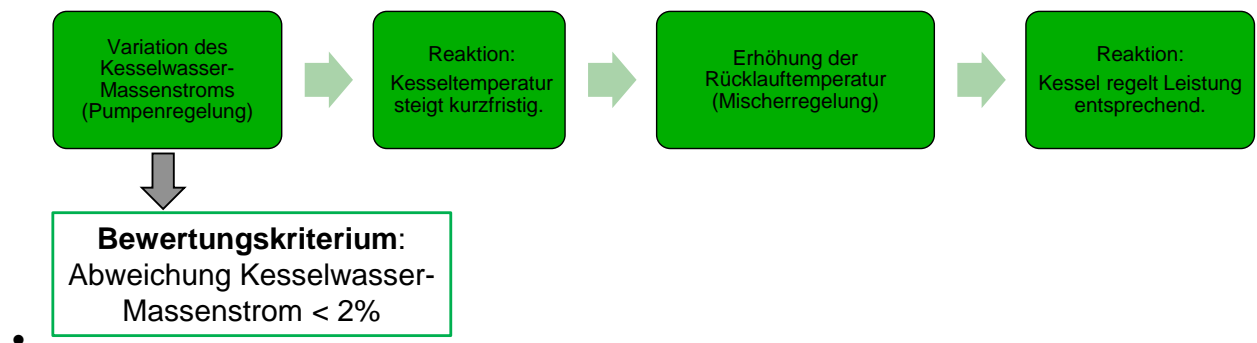 Variation des
Kesselwasser-
Massenstroms
(Pumpenregelung)
Reaktion:
Kesseltemperatur
steigt kurzfristig.
Erhöhung der
Rücklauftemperatur
(Mischerregelung)
Reaktion:
Kessel regelt Leistung
entsprechend.
Bewertungskriterium:
Abweichung Kesselwasser-
Massenstrom < 2%
•